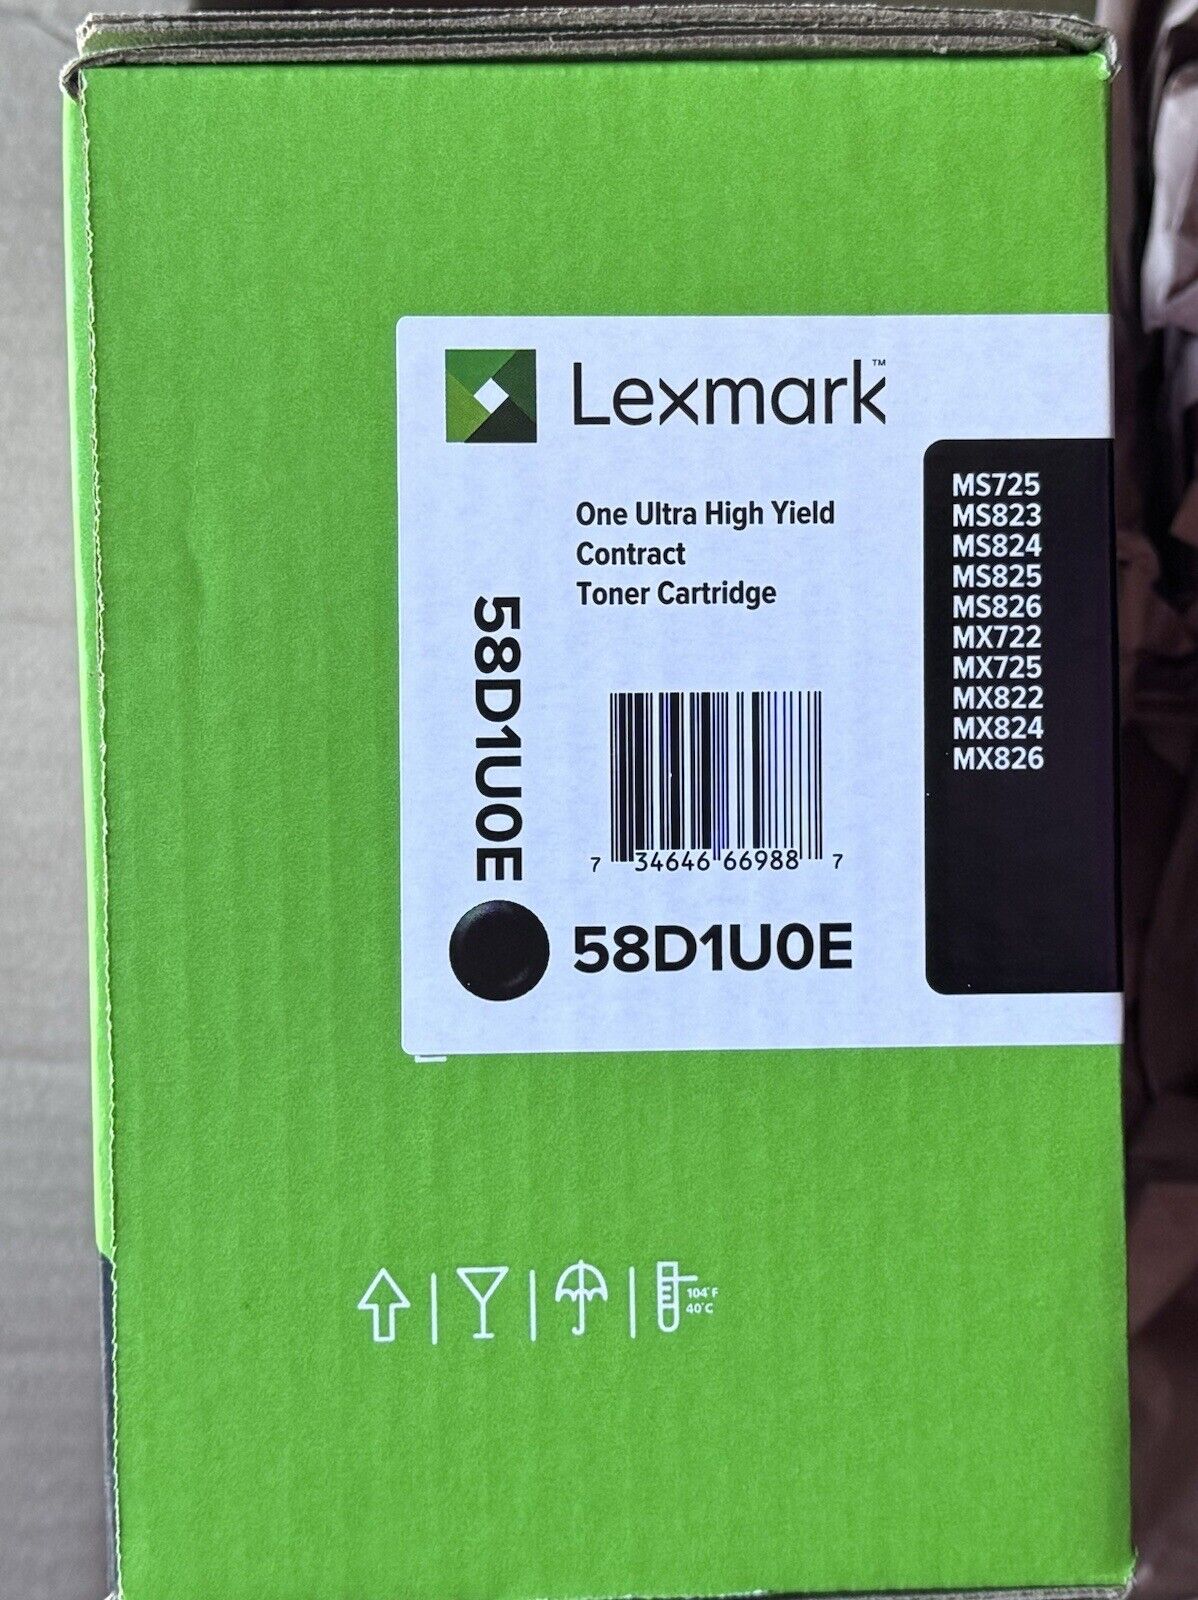 Lexmark™
One Ultra High Yield
Contract
Toner Cartridge
58D1U0E
7 34646 66988 7
58D1U0E
MS725
MS823
MS824
MS825
MS826
MX722
MX725
MX822
MX824
MX826
104°F
40°C